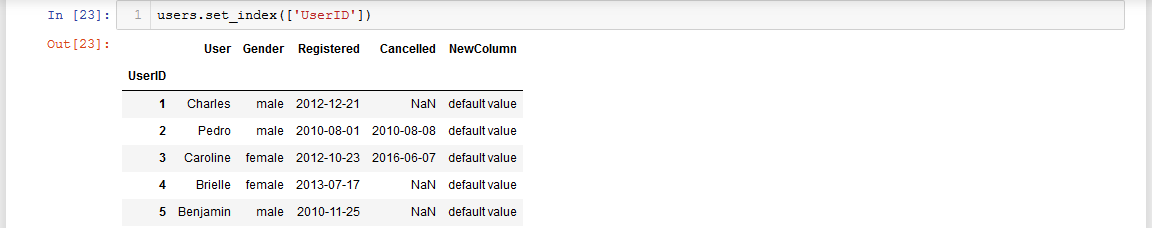 In [23]: 1 users.set_index(['UserID'])
Out[23]:
User Gender Registered Cancelled NewColumn
UserID
1 Charles male 2012-12-21 NaN default value
2 Pedro male 2010-08-01 2010-08-08 default value
3 Caroline female 2012-10-23 2016-06-07 default value
4 Brielle female 2013-07-17 NaN default value
5 Benjamin male 2010-11-25 NaN default value